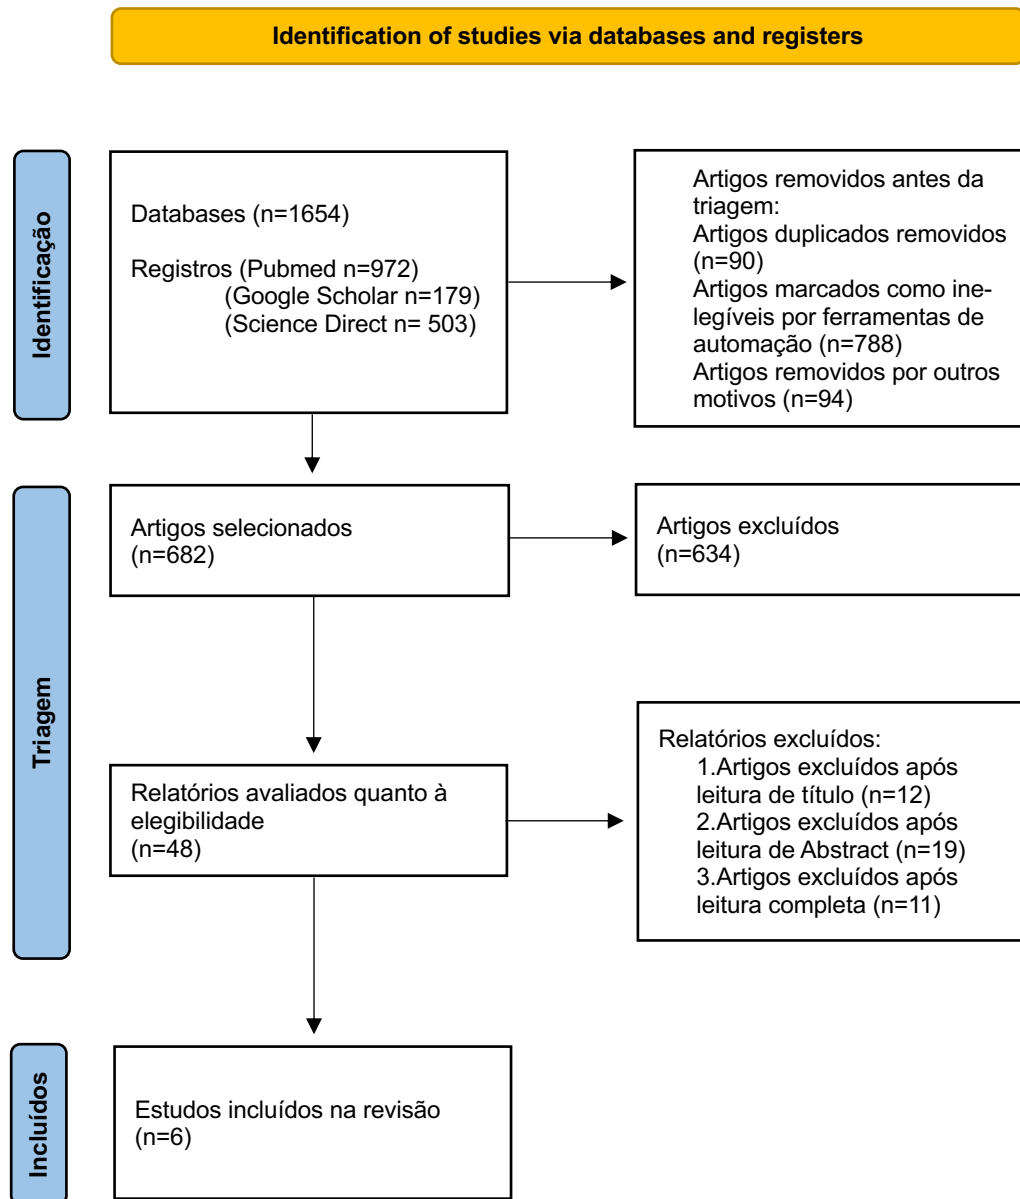 Identification of studies via databases and registers
Identificação
Databases (n=1654)
Registros (Pubmed n=972)
(Google Scholar n=179)
(Science Direct n= 503)
Artigos removidos antes da
triagem:
Artigos duplicados removidos
(n=90)
Artigos marcados como ine-
legíveis por ferramentas de
automação (n=788)
Artigos removidos por outros
motivos (n=94)
Triagem
Artigos selecionados
(n=682)
Artigos excluídos
(n=634)
Relatórios avaliados quanto à
elegibilidade
(n=48)
Relatórios excluídos:
1.Artigos excluídos após
leitura de título (n=12)
2.Artigos excluídos após
leitura de Abstract (n=19)
3.Artigos excluídos após
leitura completa (n=11)
Incluídos
Estudos incluídos na revisão
(n=6)